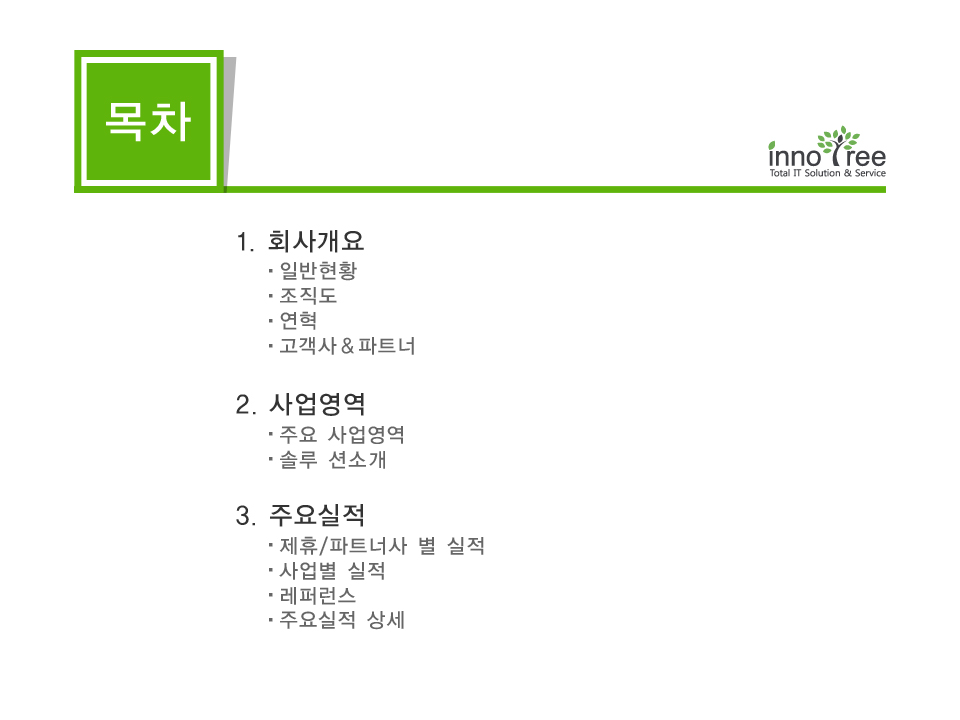 목차
innoTree
Total IT Solution & Service
1. 회사개요
· 일반현황
· 조직도
· 연혁
· 고객사&파트너
2. 사업영역
· 주요 사업영역
· 솔루 션소개
3. 주요실적
· 제휴/파트너사 별 실적
· 사업별 실적
· 레퍼런스
· 주요실적 상세